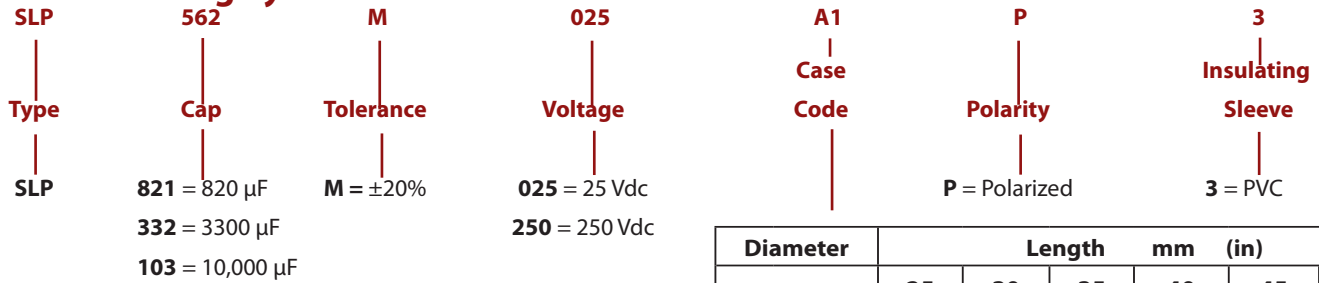 SLP 562 M 025 A1 P 3
Case Insulating
Type Cap Tolerance Voltage Code Polarity Sleeve
SLP 821 = 820 µF M = ±20% 025 = 25 Vdc P = Polarized 3 = PVC
332 = 3300 µF 250 = 250 Vdc
103 = 10,000 µF
Diameter Length mm (in)